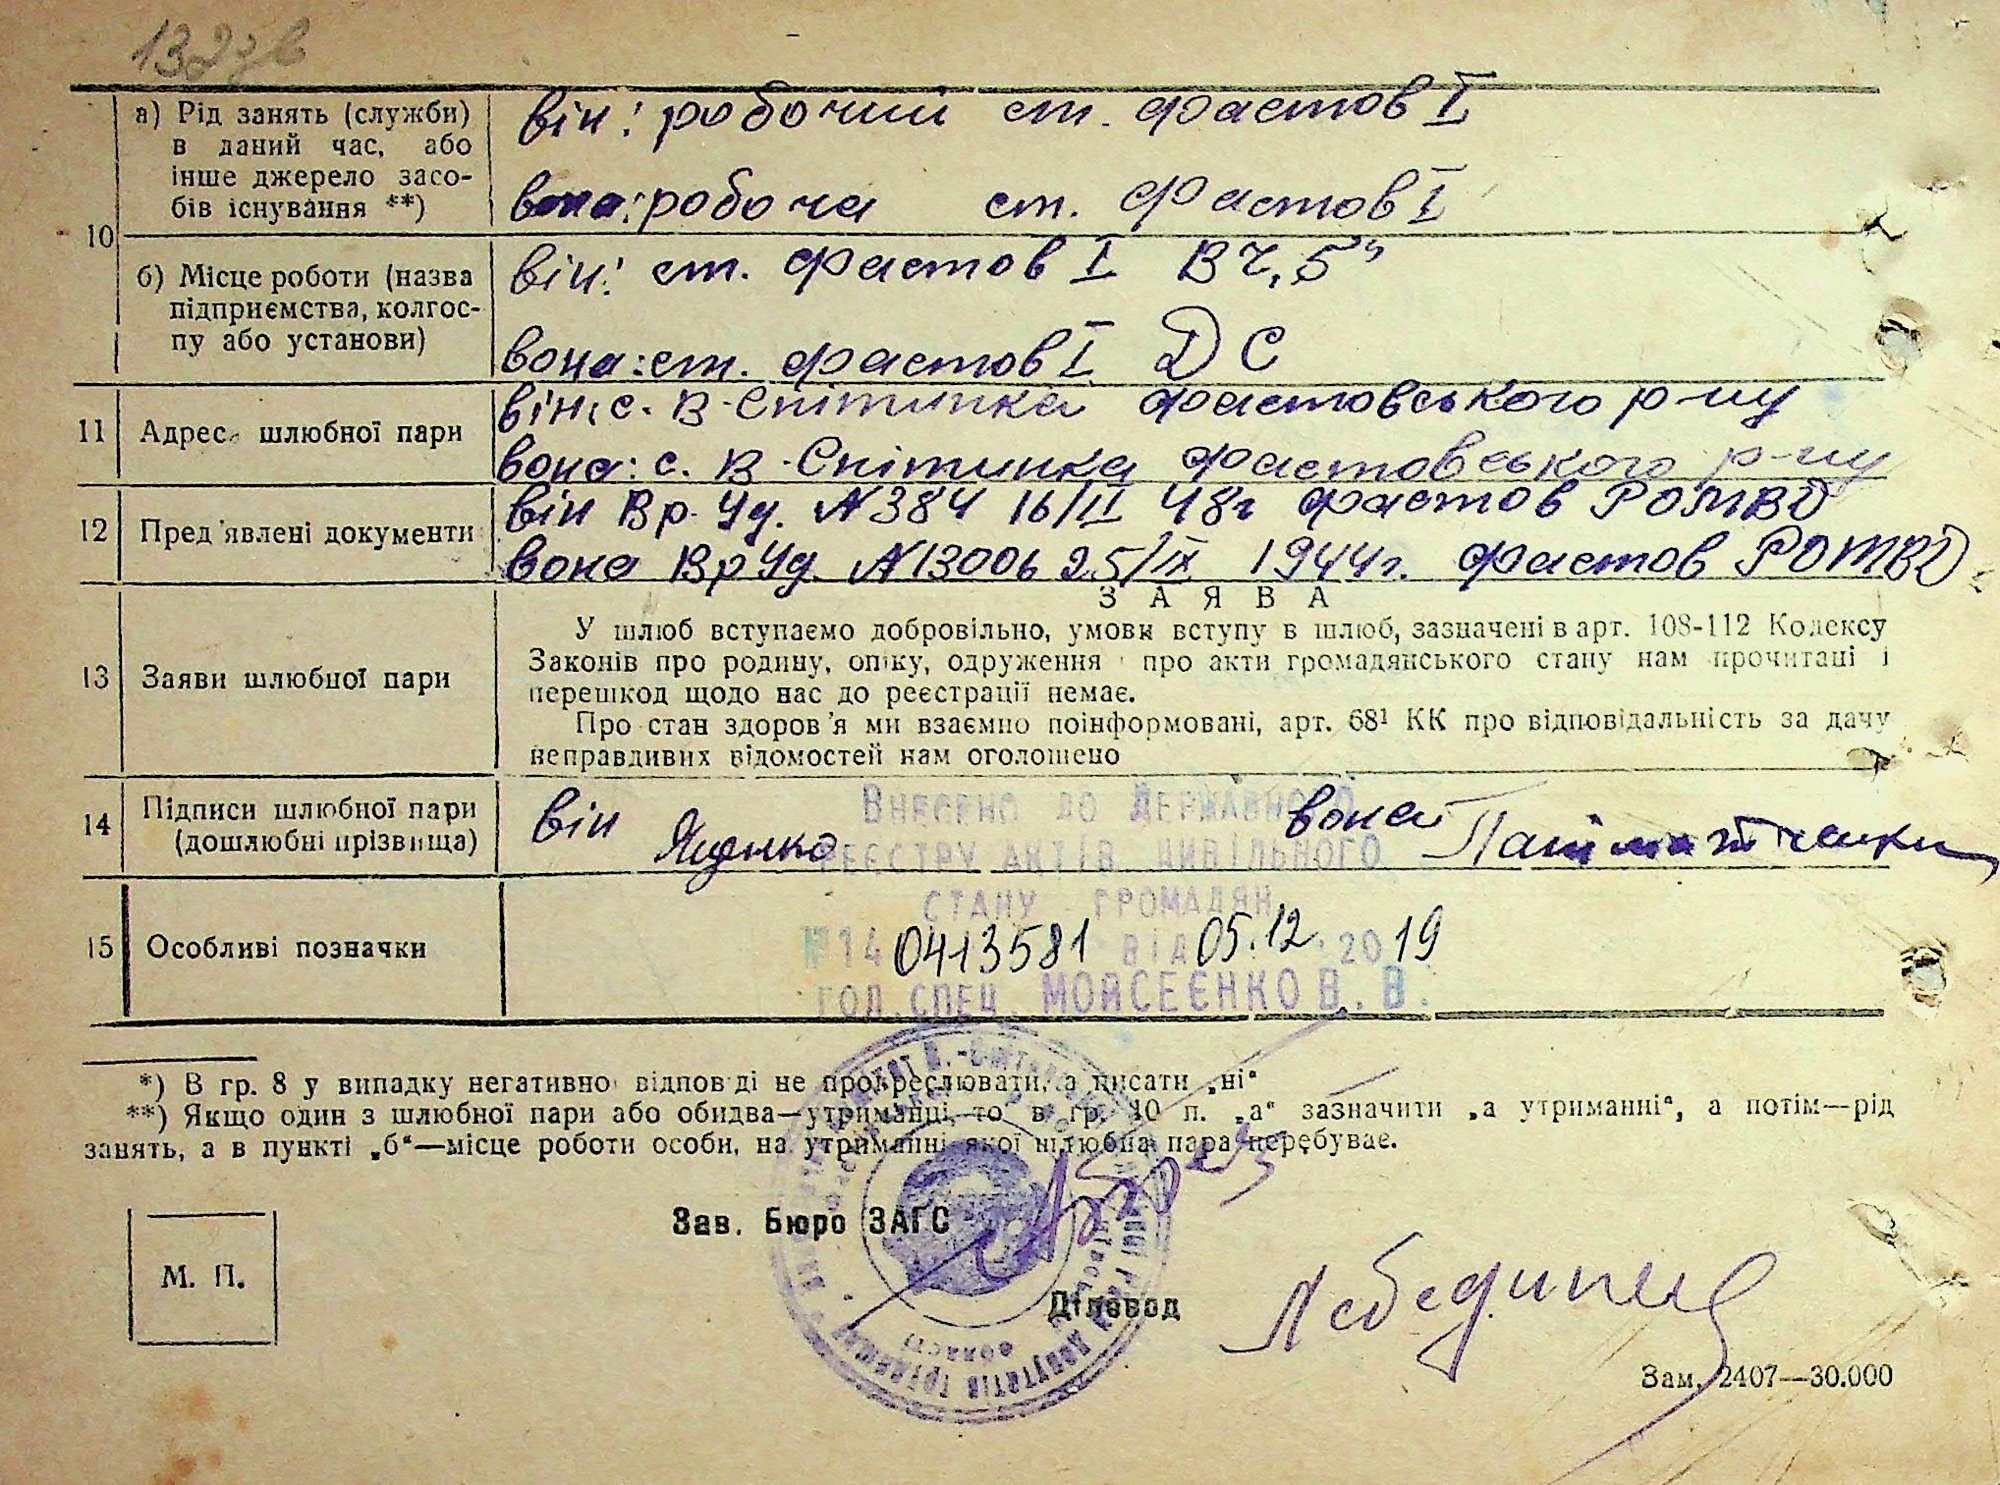 132зв
10
а) Рід занять (служби) в даний час, або інше джерело засобів існування **)
він: робочий ст. Фастов I
вона: робоча ст. Фастов I
б) Місце роботи (назва підприємства, колгоспу або установи)
він: ст. Фастов I ВЧ „5"
вона: ст. Фастов I ДС
11 Адреса шлюбної пари
він: с. В-Снітинка Фастовського р-ну
вона: с. В-Снітинка Фастовського р-ну
12 Пред'явлені документи
він Вр. Уд. №384 16/II 48г Фастов РОМВД
вона Вр Уд. №13006 25/IX 1944г. Фастов РОМВД
13 Заяви шлюбної пари
ЗАЯВА
У шлюб вступаємо добровільно, умови вступу в шлюб, зазначені в арт. 108-112 Кодексу
Законів про родину, опіку, одруження і про акти громадянського стану нам прочитані і
перешкод щодо нас до реєстрації немає.
Про стан здоров'я ми взаємно поінформовані, арт. 68¹ КК про відповідальність за дачу
неправдивих відомостей нам оголошено
14 Підписи шлюбної пари (дошлюбні прізвища)
він Яценко вона
15 Особливі позначки
ВНЕСЕНО ДО ДЕРЖАВНОГО
РЕЄСТРУ АКТІВ ЦИВІЛЬНОГО
СТАНУ ГРОМАДЯН
№14 0413581 ВІД 05.12.2019
ГОЛ. СПЕЦ. МОЙСЕЄНКО В. В.
*) В гр. 8 у випадку негативної відповіді не прокреслювати, а писати „ні"
**) Якщо один з шлюбної пари або обидва—утриманці, то в гр. 10 п. „а" зазначити „а утриманні", а потім—рід
занять, а в пункті „б"—місце роботи особи, на утриманні якої шлюбна пара перебуває.
Зав. Бюро ЗАГС
М. П.
Діловод
Зам. 2407—30.000